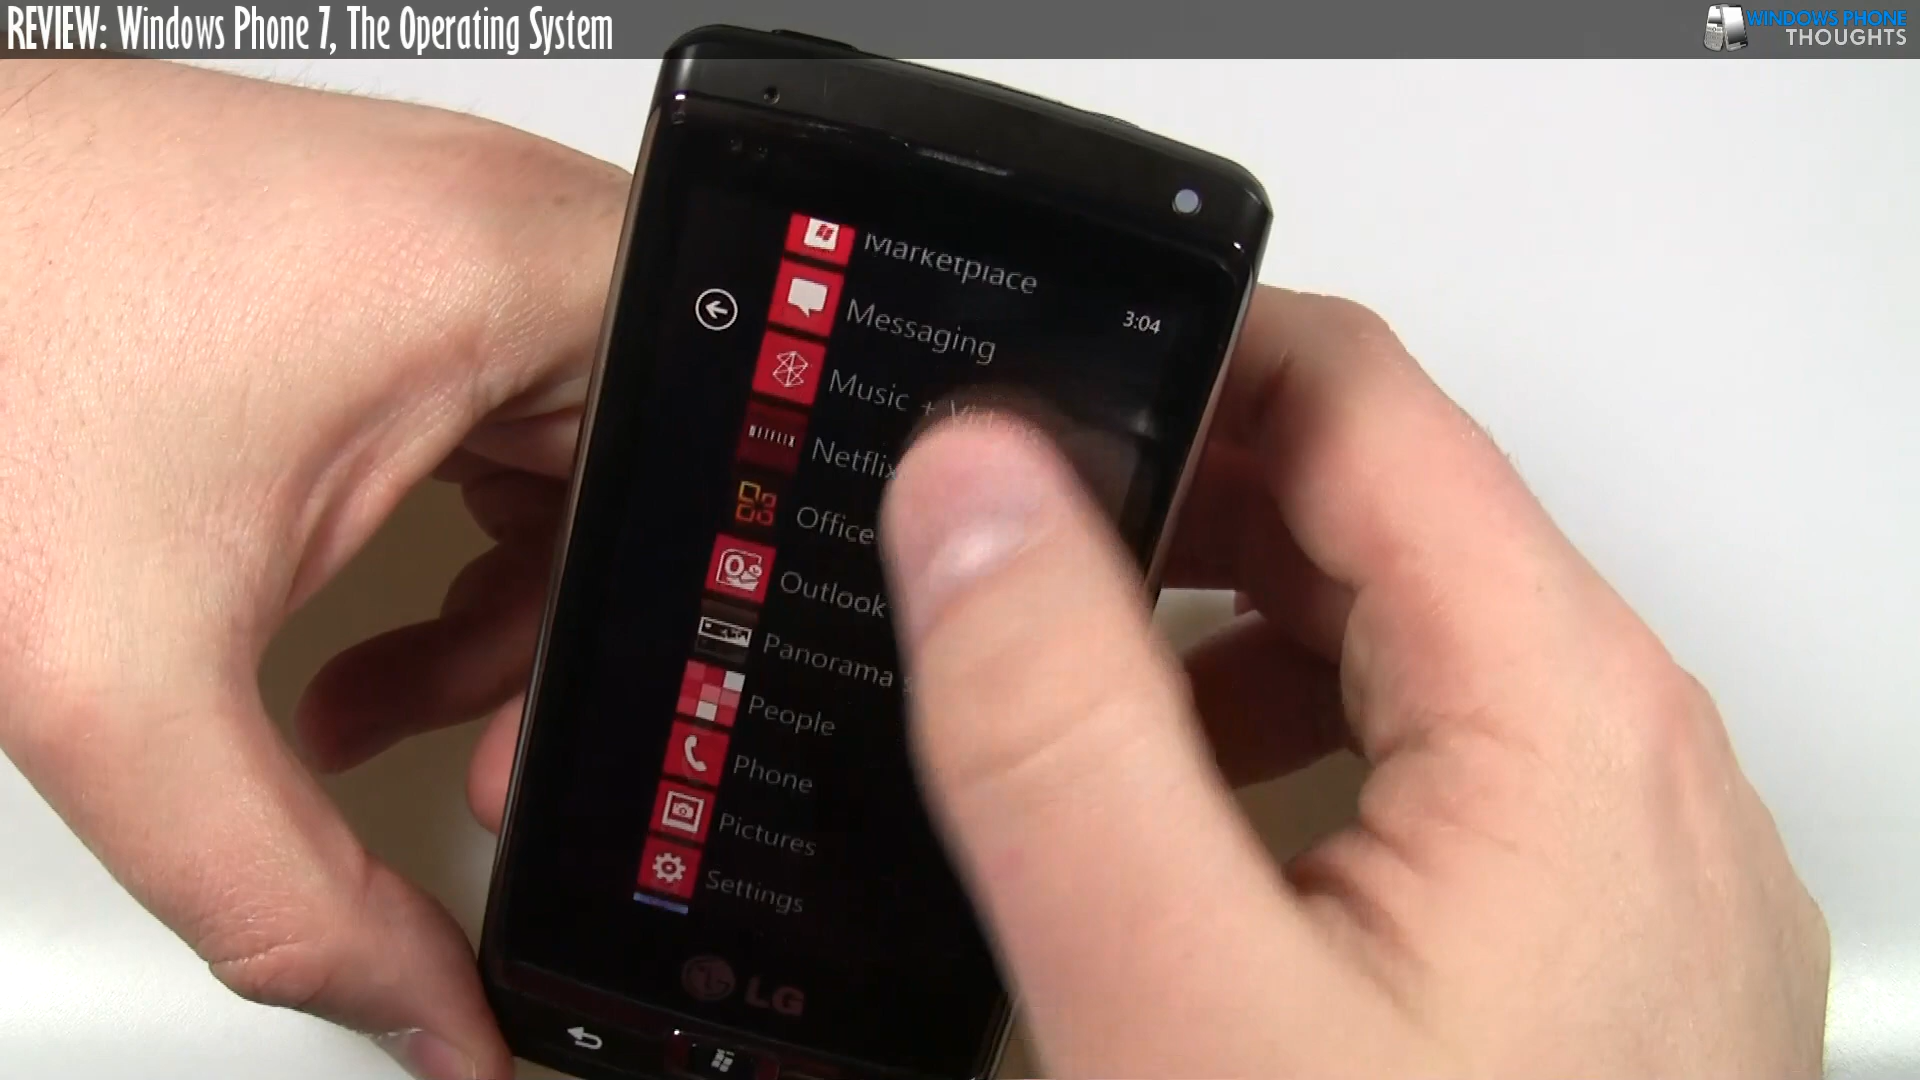 REVIEW: Windows Phone 7, The Operating System
WINDOWS PHONE
THOUGHTS
Marketplace
3:04
Messaging
Music +
NETFLIX
Netflix
Office
Outlook
Panorama
People
Phone
Pictures
Settings
LG